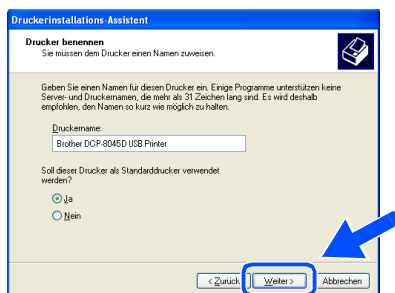 Druckerinstallations-Assistent
Drucker benennen
Sie müssen dem Drucker einen Namen zuweisen.
Geben Sie einen Namen für diesen Drucker ein. Einige Programme unterstützen keine
Server- und Druckernamen, die mehr als 31 Zeichen lang sind. Es wird deshalb
empfohlen, den Namen so kurz wie möglich zu halten.
Druckername:
Brother DCP-8045D USB Printer
Soll dieser Drucker als Standarddrucker verwendet
werden?
Ja
Nein
< Zurück Weiter > Abbrechen